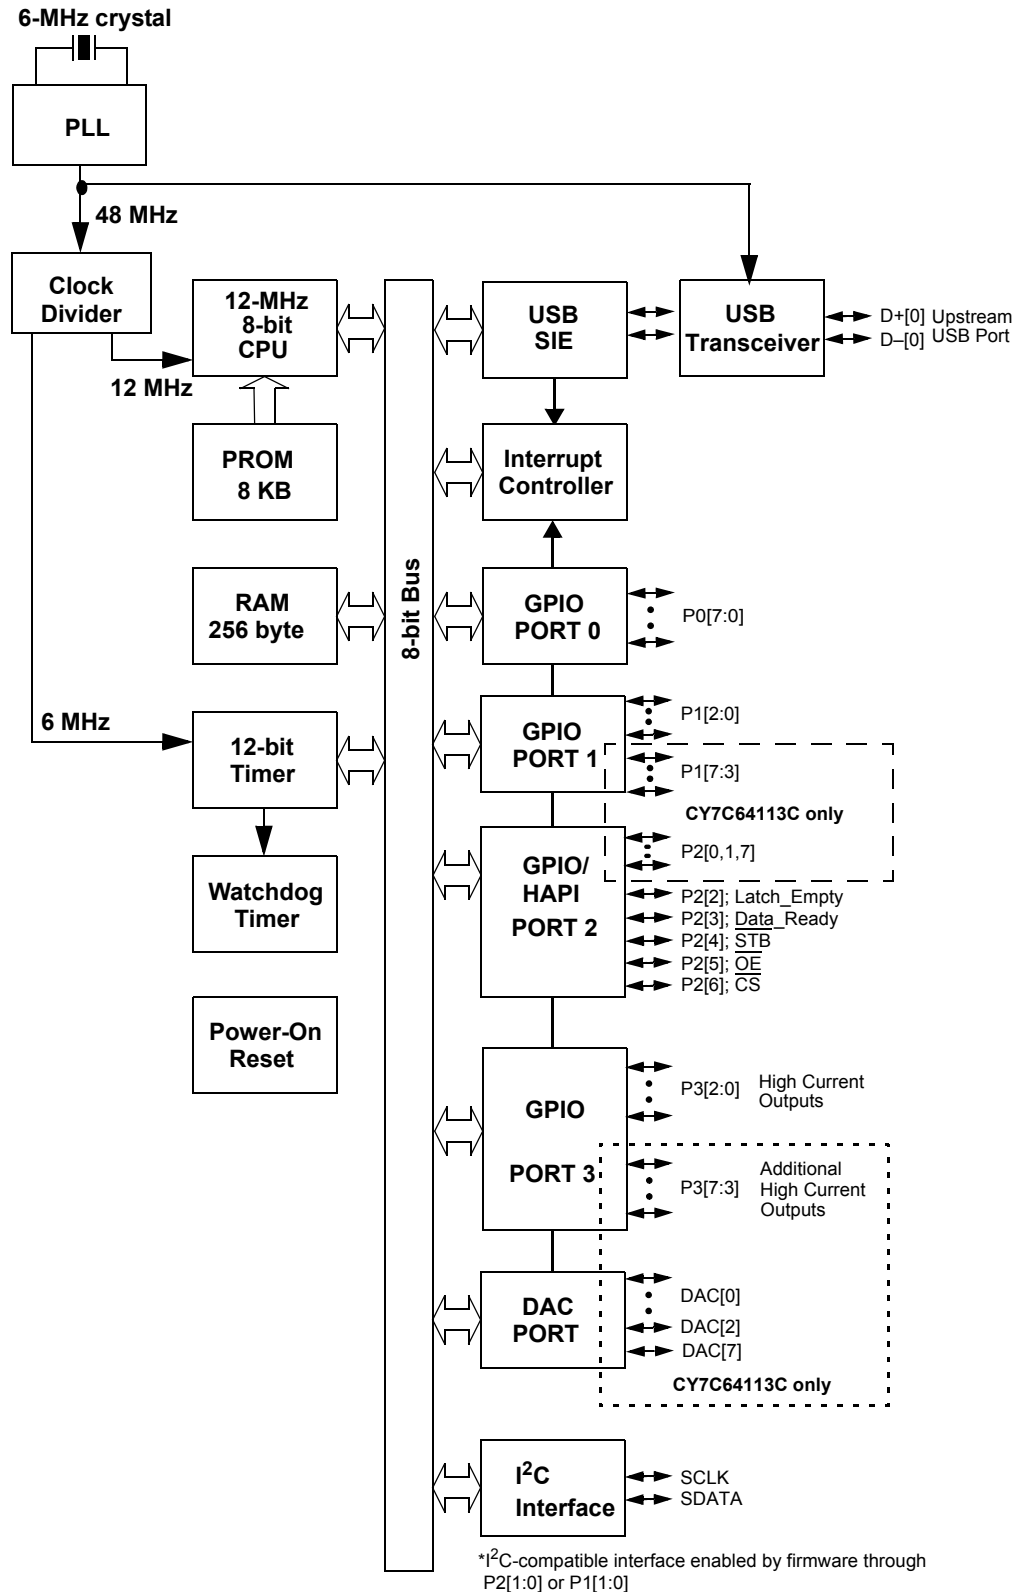 6-MHz crystal
PLL
48 MHz
Clock
Divider
12-MHz
8-bit
CPU
12 MHz
USB
SIE
USB
Transceiver
D+[0] Upstream
D–[0] USB Port
PROM
8 KB
Interrupt
Controller
8-bit Bus
RAM
256 byte
GPIO
PORT 0
P0[7:0]
6 MHz
12-bit
Timer
GPIO
PORT 1
P1[2:0]
P1[7:3]
CY7C64113C only
P2[0,1,7]
Watchdog
Timer
GPIO/
HAPI
PORT 2
P2[2]; Latch_Empty
P2[3]; Data_Ready
P2[4]; S̅T̅B̅
P2[5]; O̅E̅
P2[6]; C̅S̅
Power-On
Reset
GPIO
PORT 3
P3[2:0]
High Current
Outputs
P3[7:3]
Additional
High Current
Outputs
DAC
PORT
DAC[0]
DAC[2]
DAC[7]
CY7C64113C only
I²C
Interface
SCLK
SDATA
*I²C-compatible interface enabled by firmware through
P2[1:0] or P1[1:0]